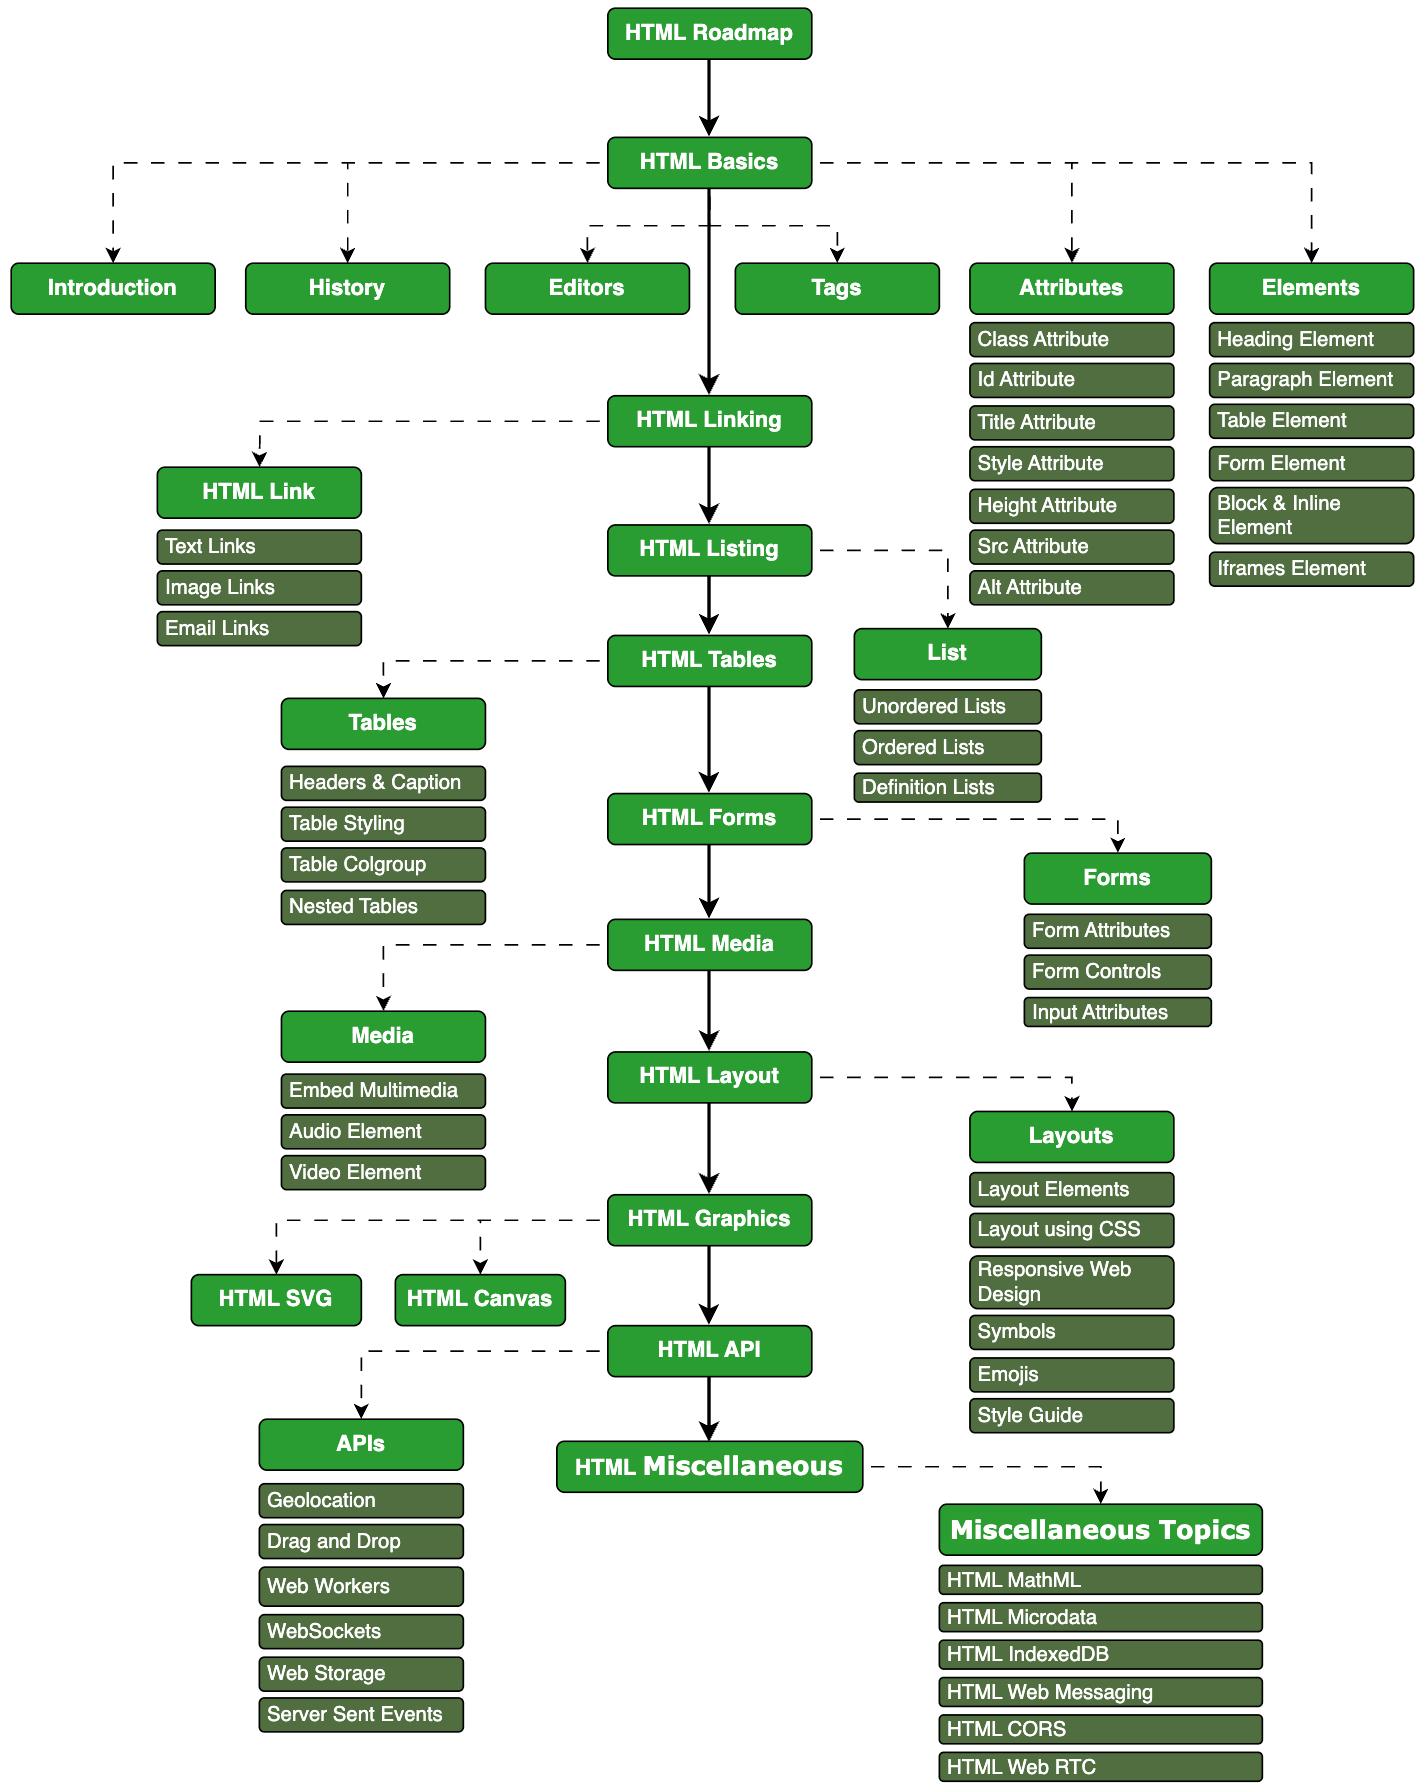 HTML Roadmap
HTML Basics
Introduction
History
Editors
Tags
Attributes
Class Attribute
Id Attribute
Title Attribute
Style Attribute
Height Attribute
Src Attribute
Alt Attribute
Elements
Heading Element
Paragraph Element
Table Element
Form Element
Block & Inline
Element
Iframes Element
HTML Linking
HTML Link
Text Links
Image Links
Email Links
HTML Listing
List
Unordered Lists
Ordered Lists
Definition Lists
HTML Tables
Tables
Headers & Caption
Table Styling
Table Colgroup
Nested Tables
HTML Forms
Forms
Form Attributes
Form Controls
Input Attributes
HTML Media
Media
Embed Multimedia
Audio Element
Video Element
HTML Layout
Layouts
Layout Elements
Layout using CSS
Responsive Web
Design
Symbols
Emojis
Style Guide
HTML Graphics
HTML SVG
HTML Canvas
HTML API
APIs
Geolocation
Drag and Drop
Web Workers
WebSockets
Web Storage
Server Sent Events
HTML Miscellaneous
Miscellaneous Topics
HTML MathML
HTML Microdata
HTML IndexedDB
HTML Web Messaging
HTML CORS
HTML Web RTC